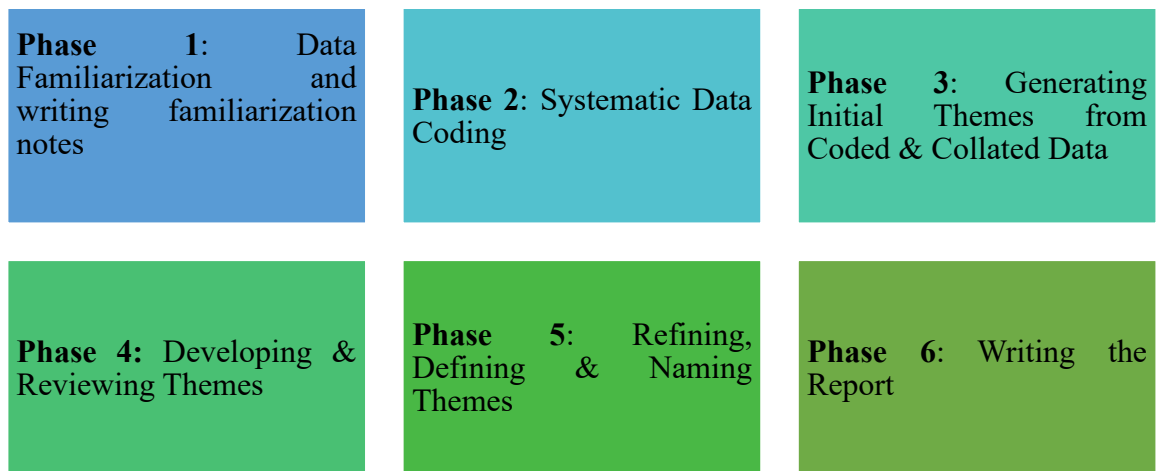 Phase 1: Data
Familiarization and
writing familiarization
notes
Phase 2: Systematic Data
Coding
Phase 3: Generating
Initial Themes from
Coded & Collated Data
Phase 4: Developing &
Reviewing Themes
Phase 5: Refining,
Defining & Naming
Themes
Phase 6: Writing the
Report